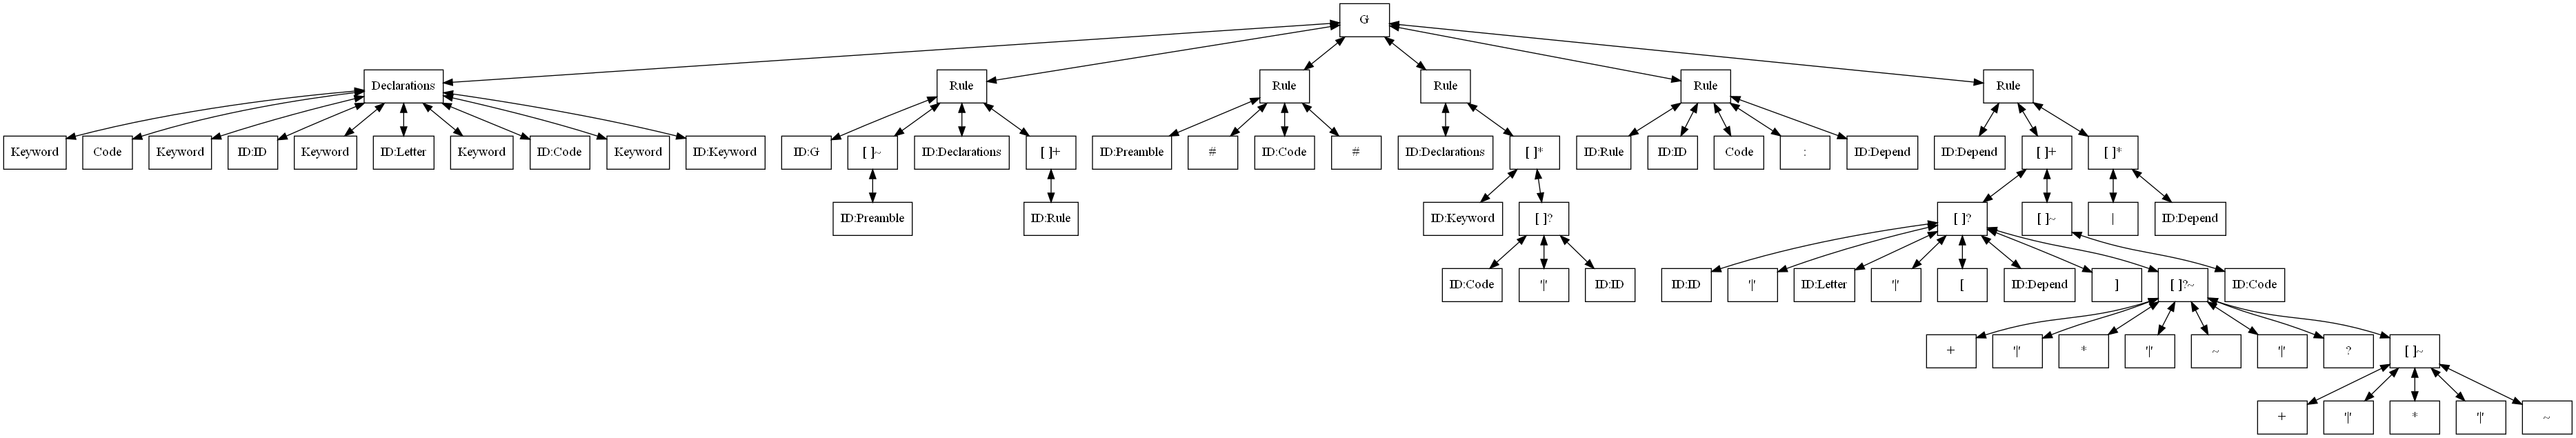 G
Declarations Rule Rule Rule Rule Rule
Keyword Code Keyword ID:ID Keyword ID:Letter Keyword ID:Code Keyword ID:Keyword ID:G [ ]~ ID:Declarations [ ]+ ID:Preamble # ID:Code # ID:Declarations [ ]* ID:Rule ID:ID Code : ID:Depend ID:Depend [ ]+ [ ]*
ID:Preamble ID:Rule ID:Keyword [ ]? [ ]? [ ]~ | ID:Depend
ID:Code '|' ID:ID ID:ID '|' ID:Letter '|' [ ID:Depend ] [ ]?~ ID:Code
+ '|' * '|' ~ '|' ? [ ]~
+ '|' * '|' ~